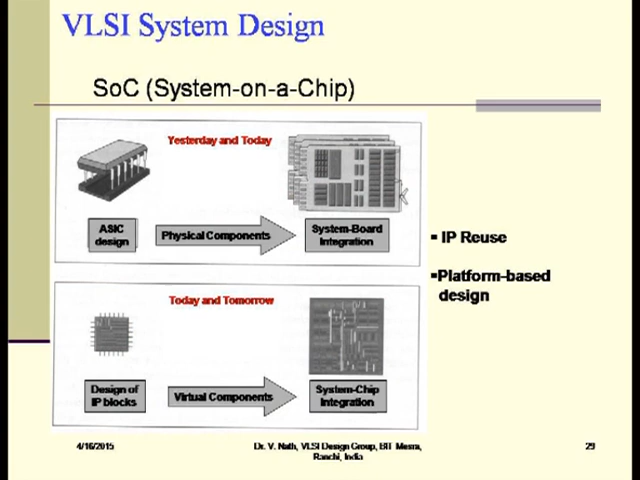 VLSI System Design
SoC (System-on-a-Chip)
Yesterday and Today
ASIC
design
Physical Components
System-Board
Integration
▪ IP Reuse
▪Platform-based
design
Today and Tomorrow
Design of
IP blocks
Virtual Components
System-Chip
Integration
4/16/2015
Dr. V. Nath, VLSI Design Group, BIT Mesra,
Ranchi, India
29